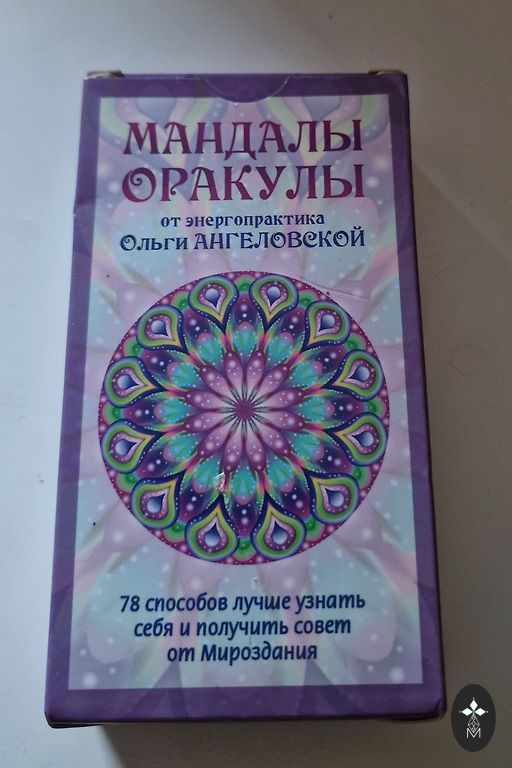 МАНДАЛЫ
ОРАКУЛЫ
от энергопрактика
Ольги АНГЕЛОВСКОЙ
78 способов лучше узнать
себя и получить совет
от Мироздания
M